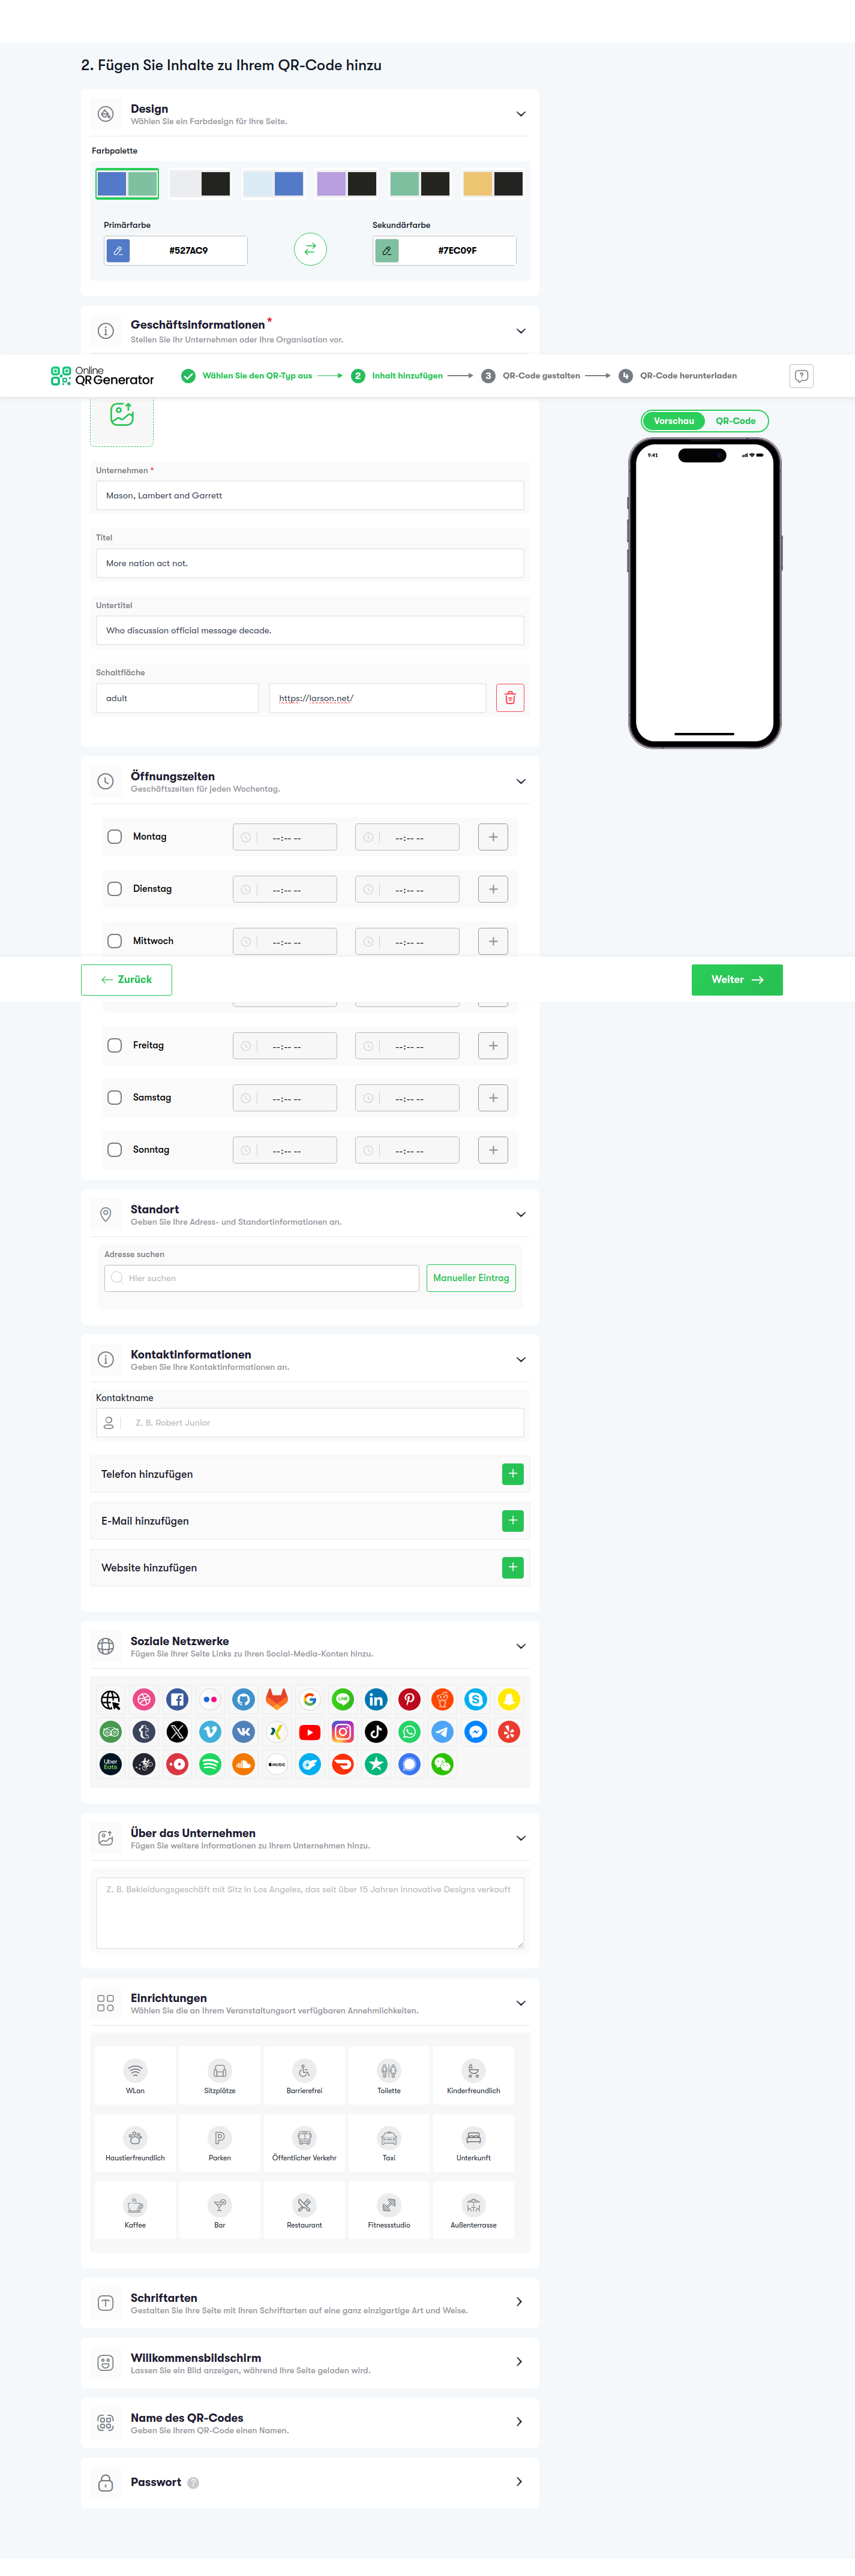 2. Fügen Sie Inhalte zu Ihrem QR-Code hinzu
Design
Wählen Sie ein Farbdesign für Ihre Seite.
Farbpalette
Primärfarbe
Sekundärfarbe
#527AC9
#7EC09F
Geschäftsinformationen *
Stellen Sie Ihr Unternehmen oder Ihre Organisation vor.
Online QR Generator
Wählen Sie den QR-Typ aus
2 Inhalt hinzufügen
3 QR-Code gestalten
4 QR-Code herunterladen
?
Vorschau
QR-Code
9:41
Unternehmen *
Mason, Lambert and Garrett
Titel
More nation act not.
Untertitel
Who discussion official message decade.
Schaltfläche
adult
https://larson.net/
Öffnungszeiten
Geschäftszeiten für jeden Wochentag.
Montag --:-- -- --:-- -- +
Dienstag --:-- -- --:-- -- +
Mittwoch --:-- -- --:-- -- +
Zurück
Weiter
Freitag --:-- -- --:-- -- +
Samstag --:-- -- --:-- -- +
Sonntag --:-- -- --:-- -- +
Standort
Geben Sie Ihre Adress- und Standortinformationen an.
Adresse suchen
Hier suchen
Manueller Eintrag
Kontaktinformationen
Geben Sie Ihre Kontaktinformationen an.
Kontaktname
Z. B. Robert Junior
Telefon hinzufügen +
E-Mail hinzufügen +
Website hinzufügen +
Soziale Netzwerke
Fügen Sie Ihrer Seite Links zu Ihren Social-Media-Konten hinzu.
LINE
Uber Eats
MUSIC
Über das Unternehmen
Fügen Sie weitere Informationen zu Ihrem Unternehmen hinzu.
Z. B. Bekleidungsgeschäft mit Sitz in Los Angeles, das seit über 15 Jahren innovative Designs verkauft
Einrichtungen
Wählen Sie die an Ihrem Veranstaltungsort verfügbaren Annehmlichkeiten.
WLan
Sitzplätze
Barrierefrei
Toilette
Kinderfreundlich
Haustierfreundlich
Parken
Öffentlicher Verkehr
Taxi
Unterkunft
Kaffee
Bar
Restaurant
Fitnessstudio
Außenterrasse
Schriftarten
Gestalten Sie Ihre Seite mit Ihren Schriftarten auf eine ganz einzigartige Art und Weise.
Willkommensbildschirm
Lassen Sie ein Bild anzeigen, während Ihre Seite geladen wird.
Name des QR-Codes
Geben Sie Ihrem QR-Code einen Namen.
Passwort ?